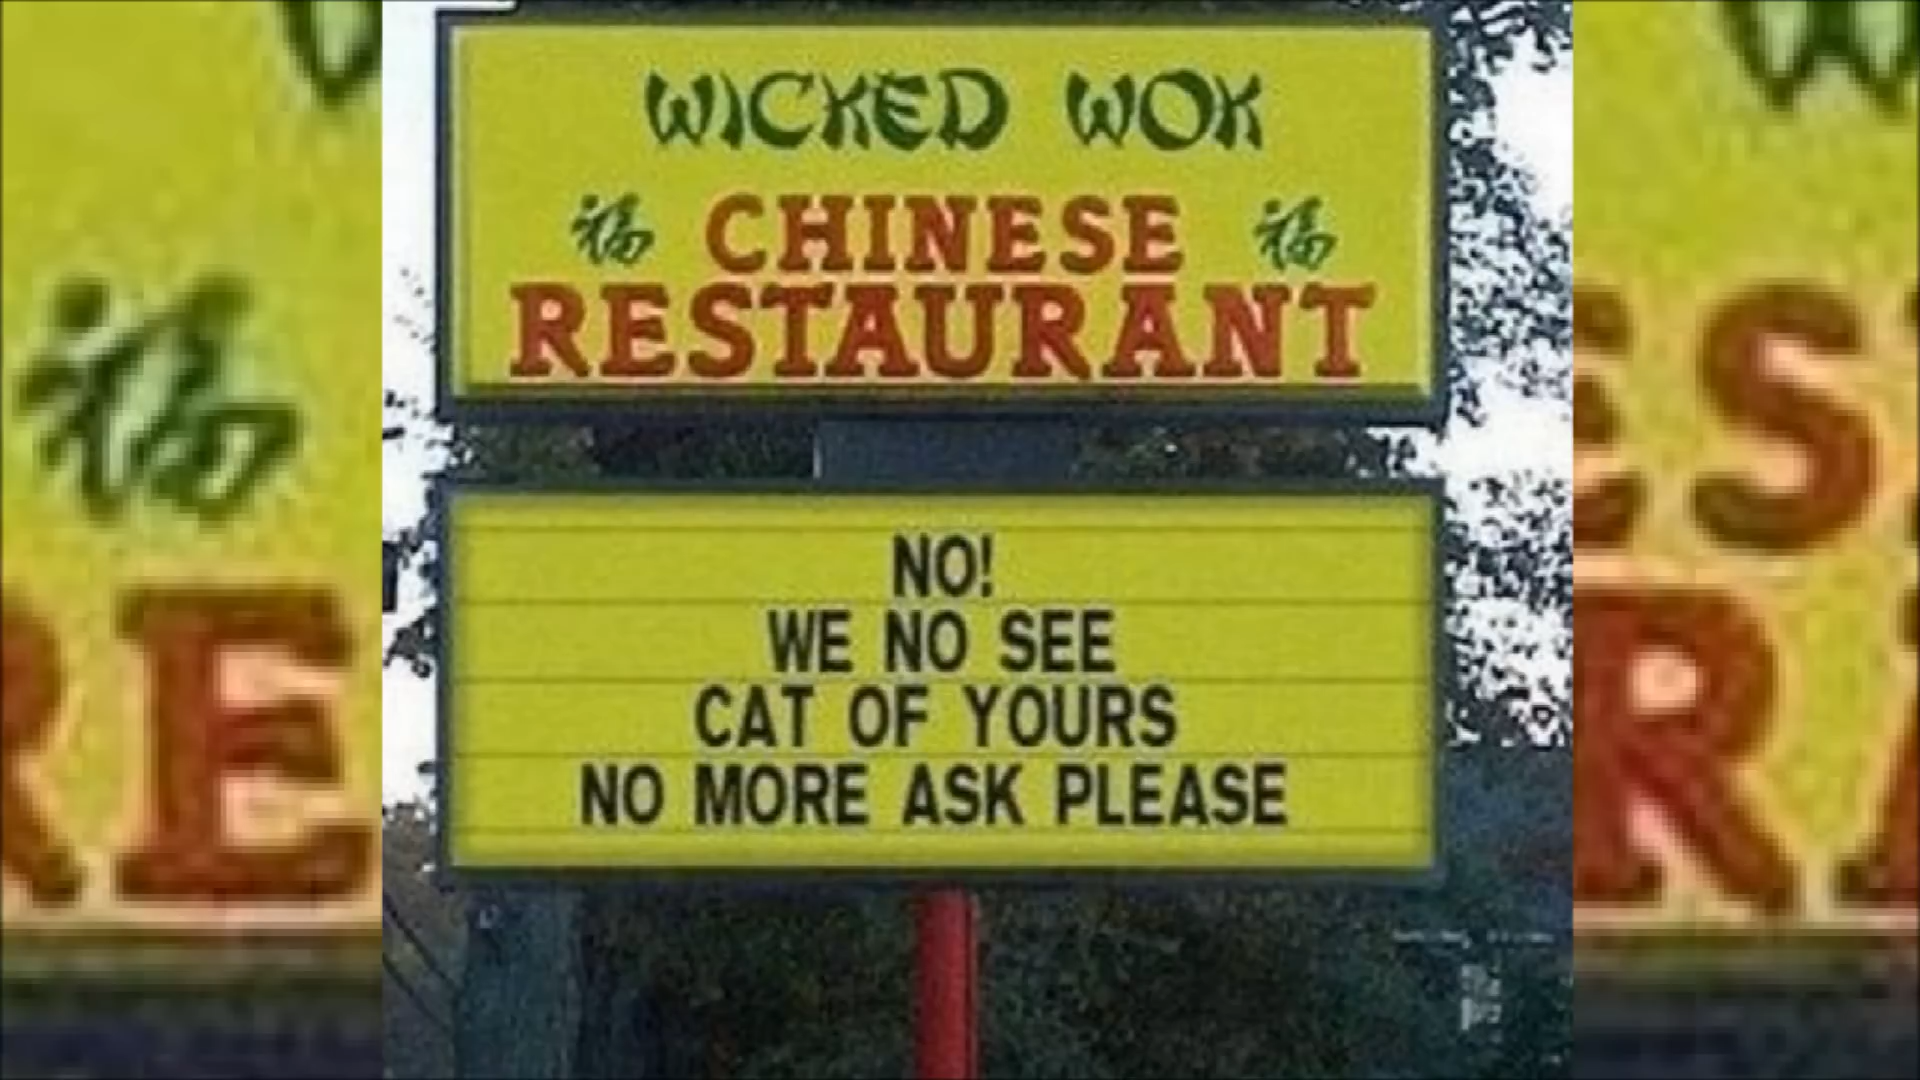 WICKED WOK
福 CHINESE 福
RESTAURANT
NO!
WE NO SEE
CAT OF YOURS
NO MORE ASK PLEASE